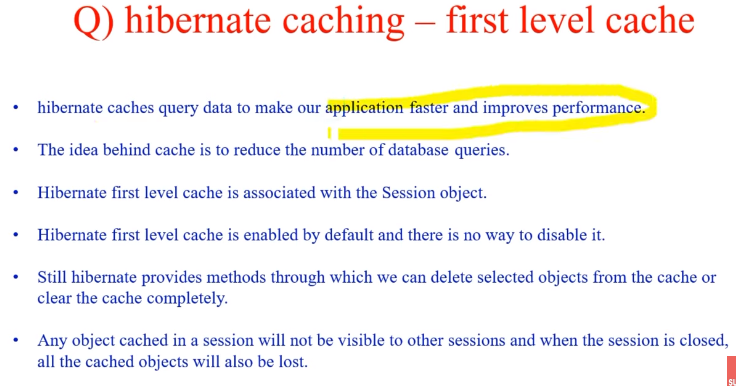 Q) hibernate caching – first level cache
• hibernate caches query data to make our application faster and improves performance.
• The idea behind cache is to reduce the number of database queries.
• Hibernate first level cache is associated with the Session object.
• Hibernate first level cache is enabled by default and there is no way to disable it.
• Still hibernate provides methods through which we can delete selected objects from the cache or
clear the cache completely.
• Any object cached in a session will not be visible to other sessions and when the session is closed,
all the cached objects will also be lost.